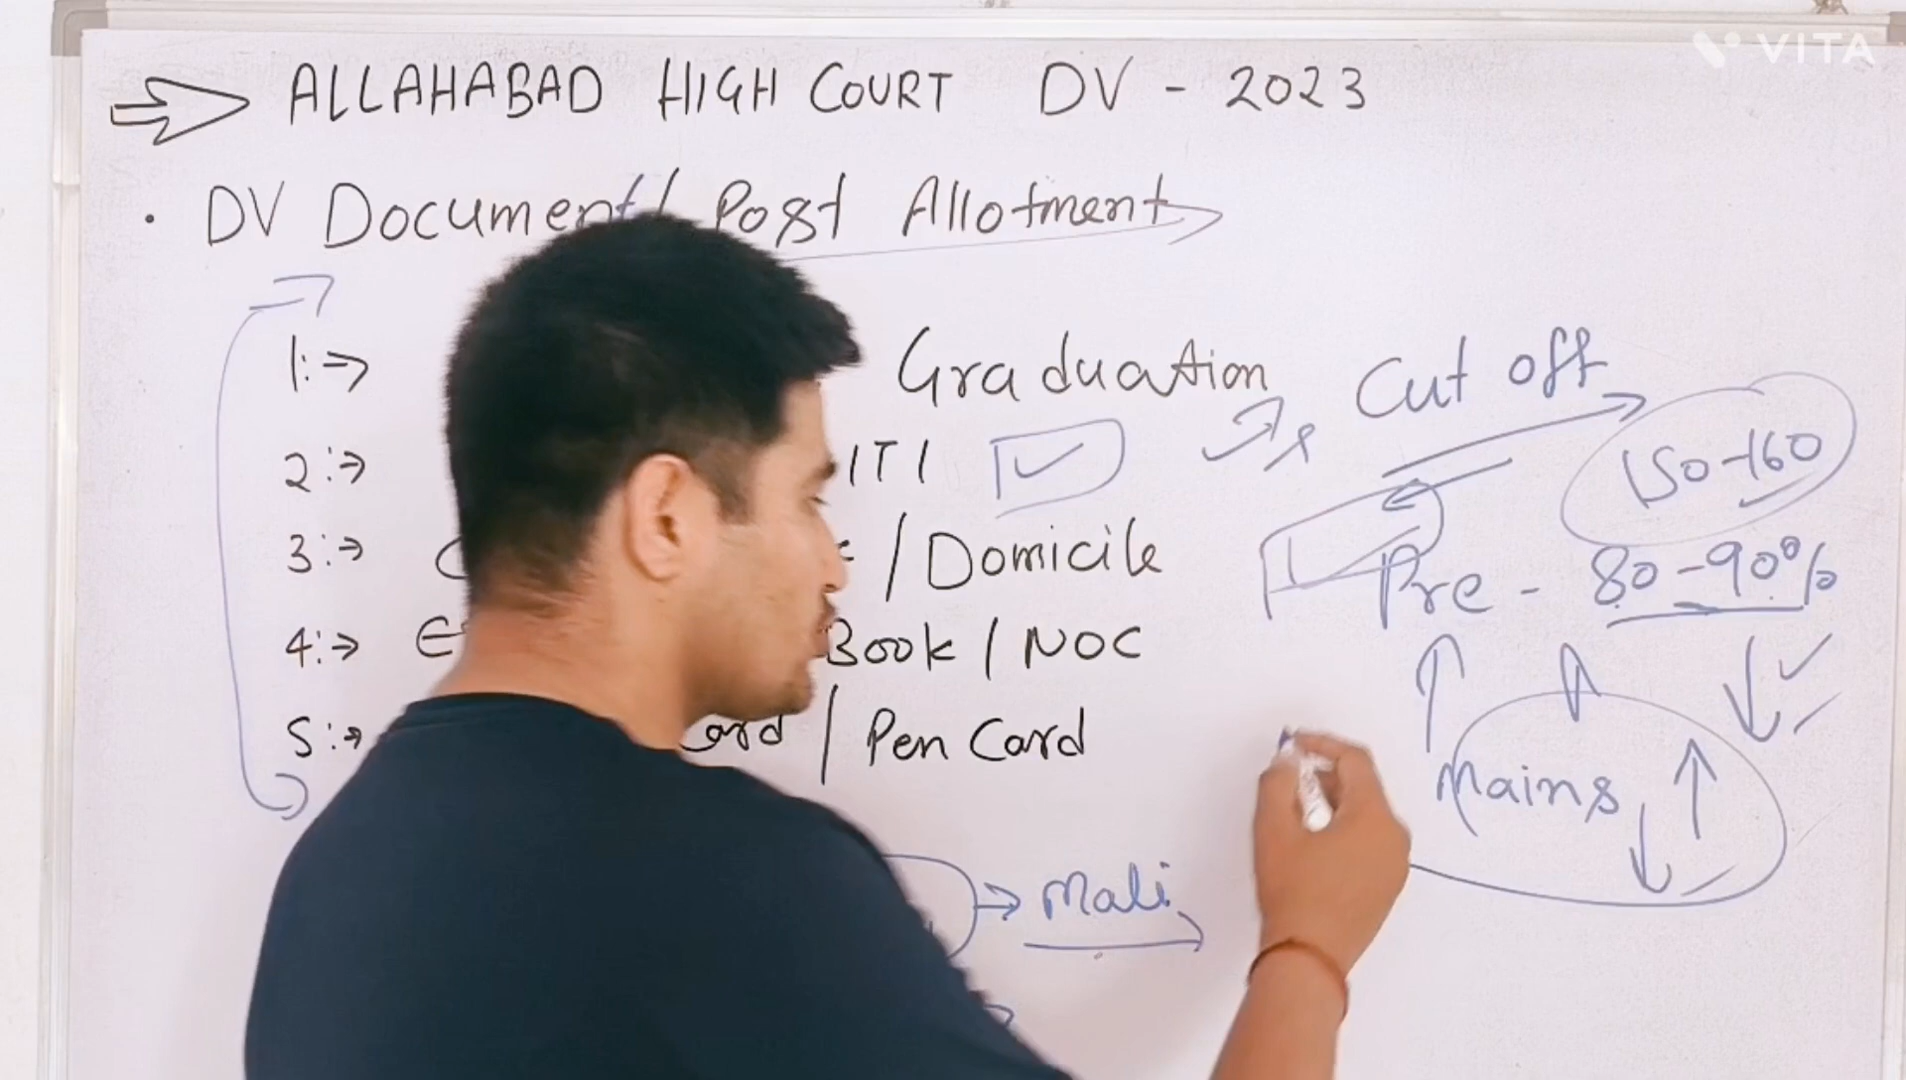 VITA
ALLAHABAD HIGH COURT DV - 2023
• DV Document / Post Allotment
1:→ Graduation
Cut off
2:→ ITI
150-160
3:→ / Domicile
Pre - 80-90%
4:→ Book / NOC
5:→ Card / Pen Card
Mains
→ Mali